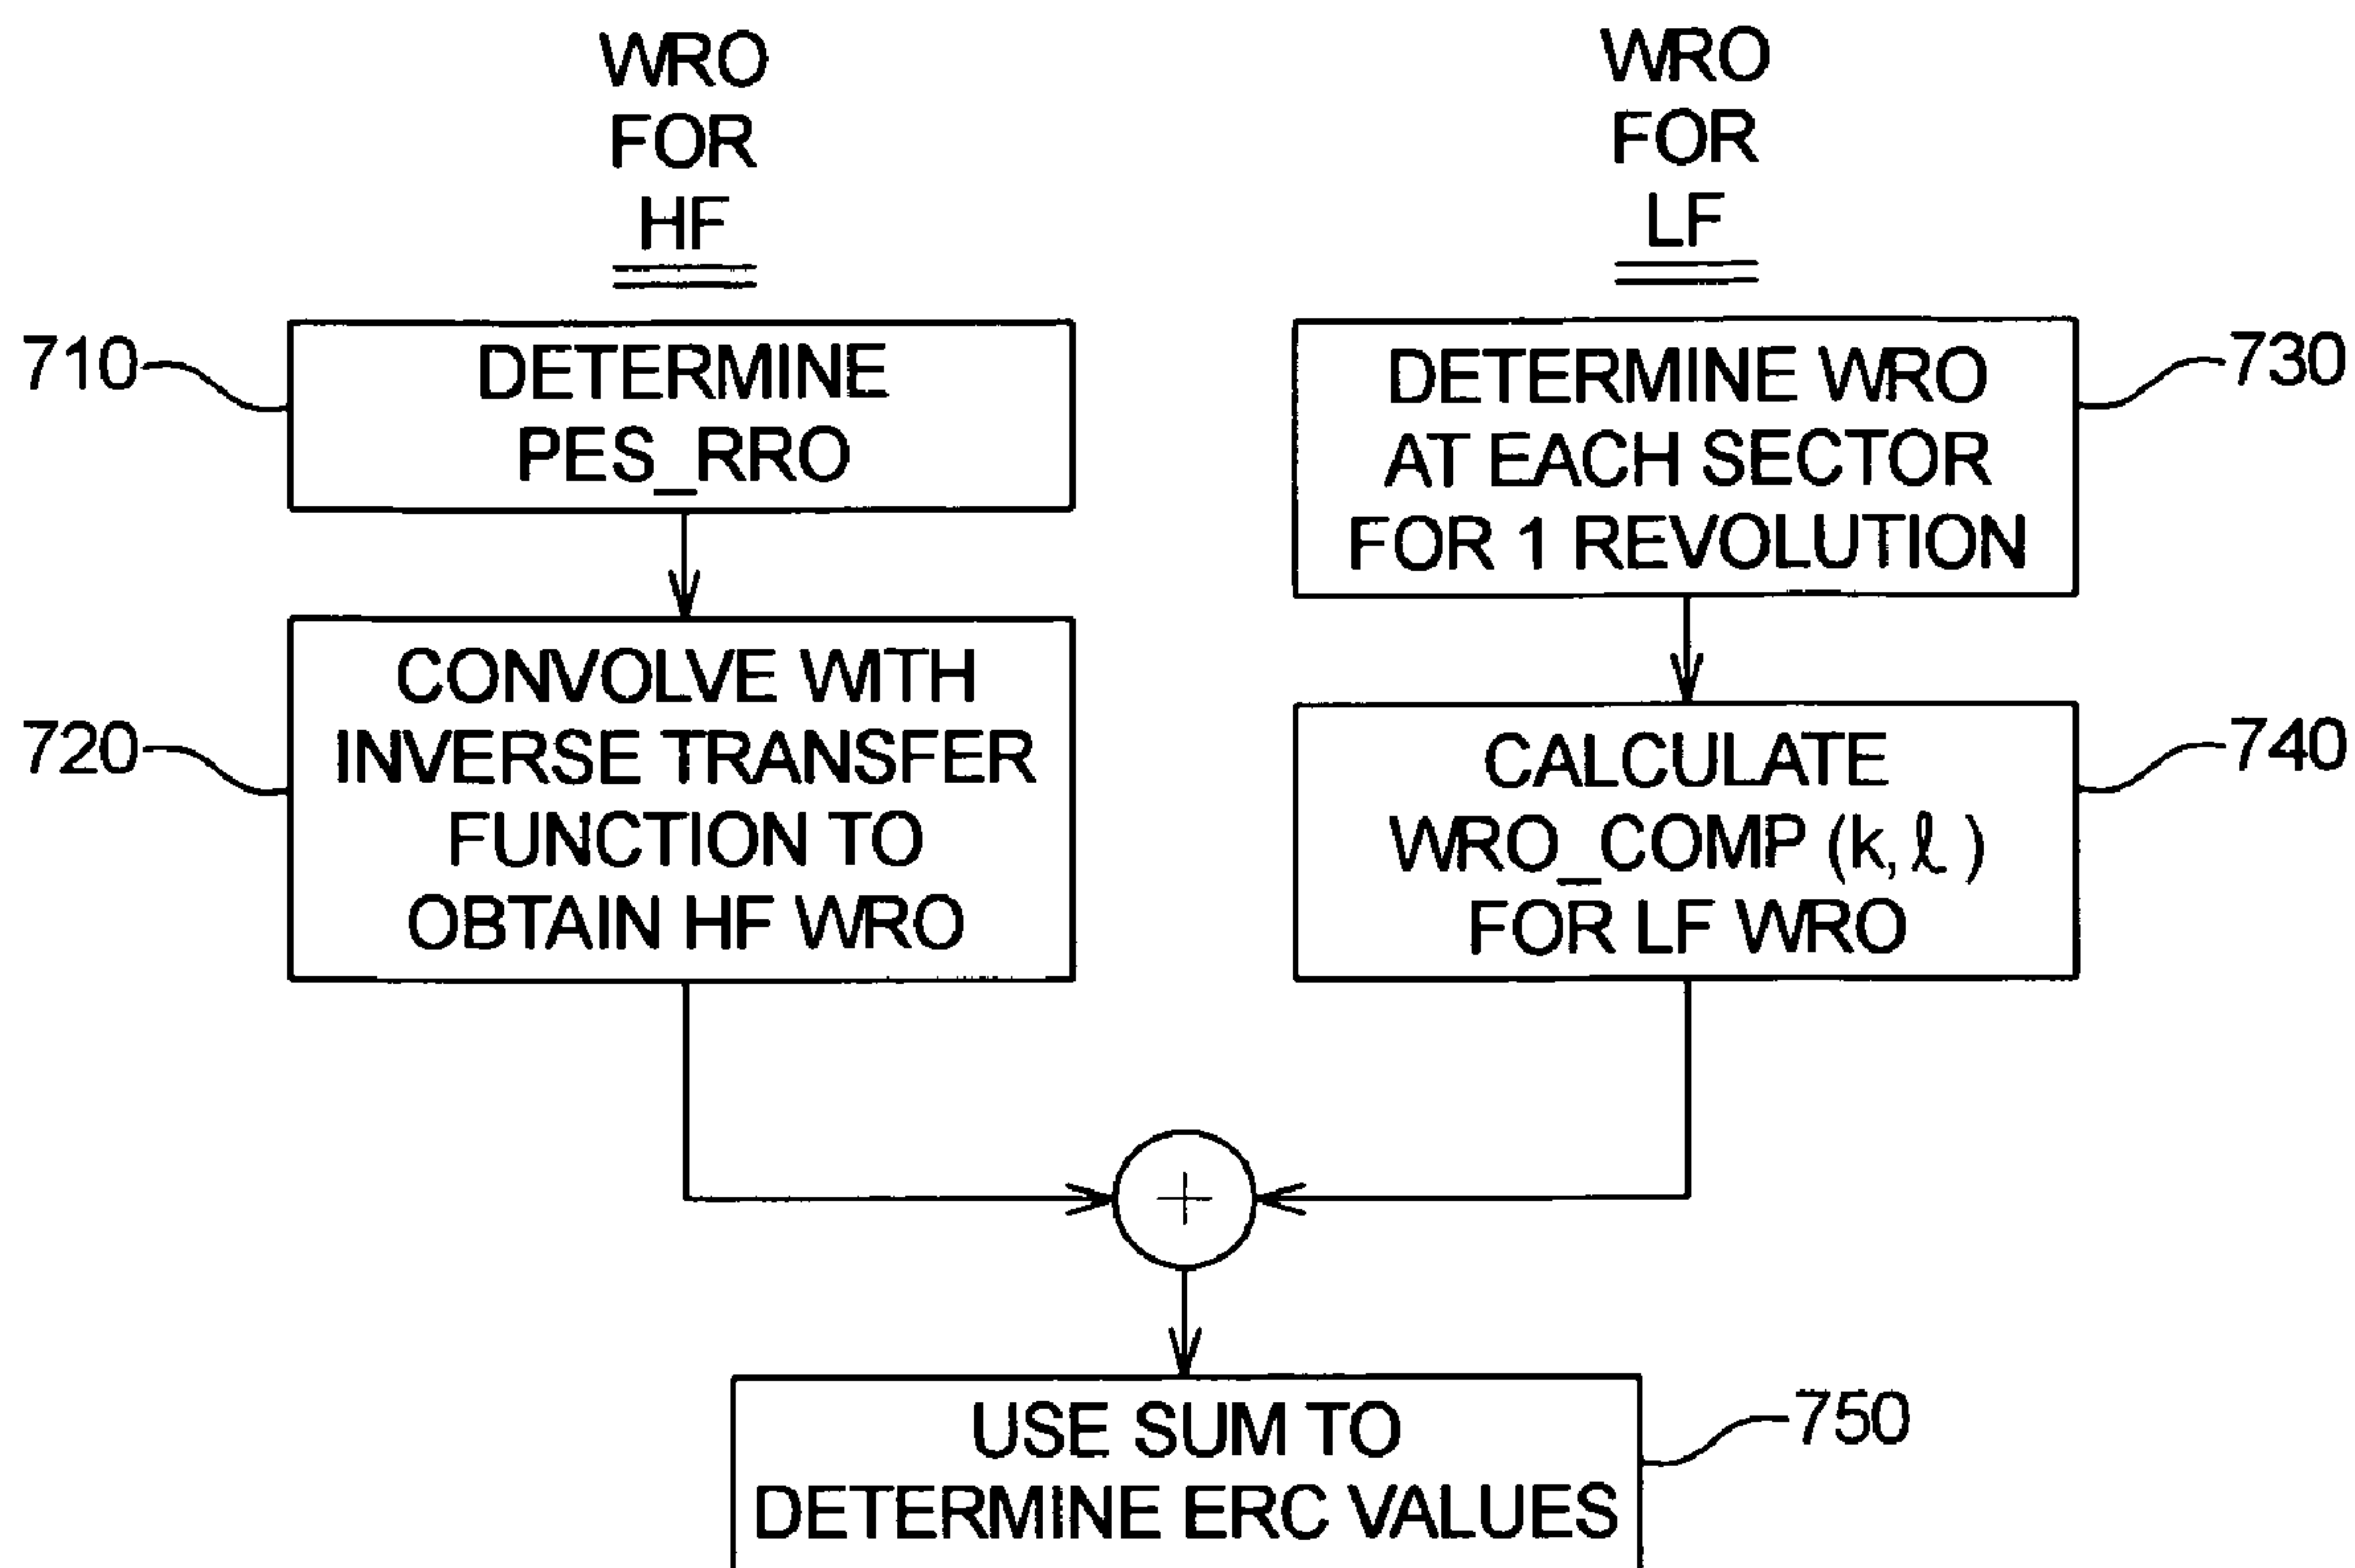 WRO
FOR
HF
WRO
FOR
LF
710
DETERMINE
PES_RRO
730
DETERMINE WRO
AT EACH SECTOR
FOR 1 REVOLUTION
720
CONVOLVE WITH
INVERSE TRANSFER
FUNCTION TO
OBTAIN HF WRO
740
CALCULATE
WRO_COMP (k, ℓ )
FOR LF WRO
+
750
USE SUM TO
DETERMINE ERC VALUES